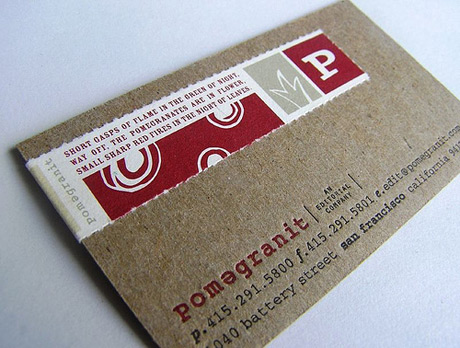 SHORT GASPS OF FLAME IN THE GREEN OF NIGHT,
WAY OFF, THE POMEGRANATES ARE IN FLOWER,
SMALL SHARP RED FIRES IN THE NIGHT OF LEAVES.
P
Pomegranit
Pomegranit
AN
EDITORIAL
COMPANY
p.415.291.5800 f.415.291.5801 e.edit@pomegranit.com
1040 battery street san francisco california